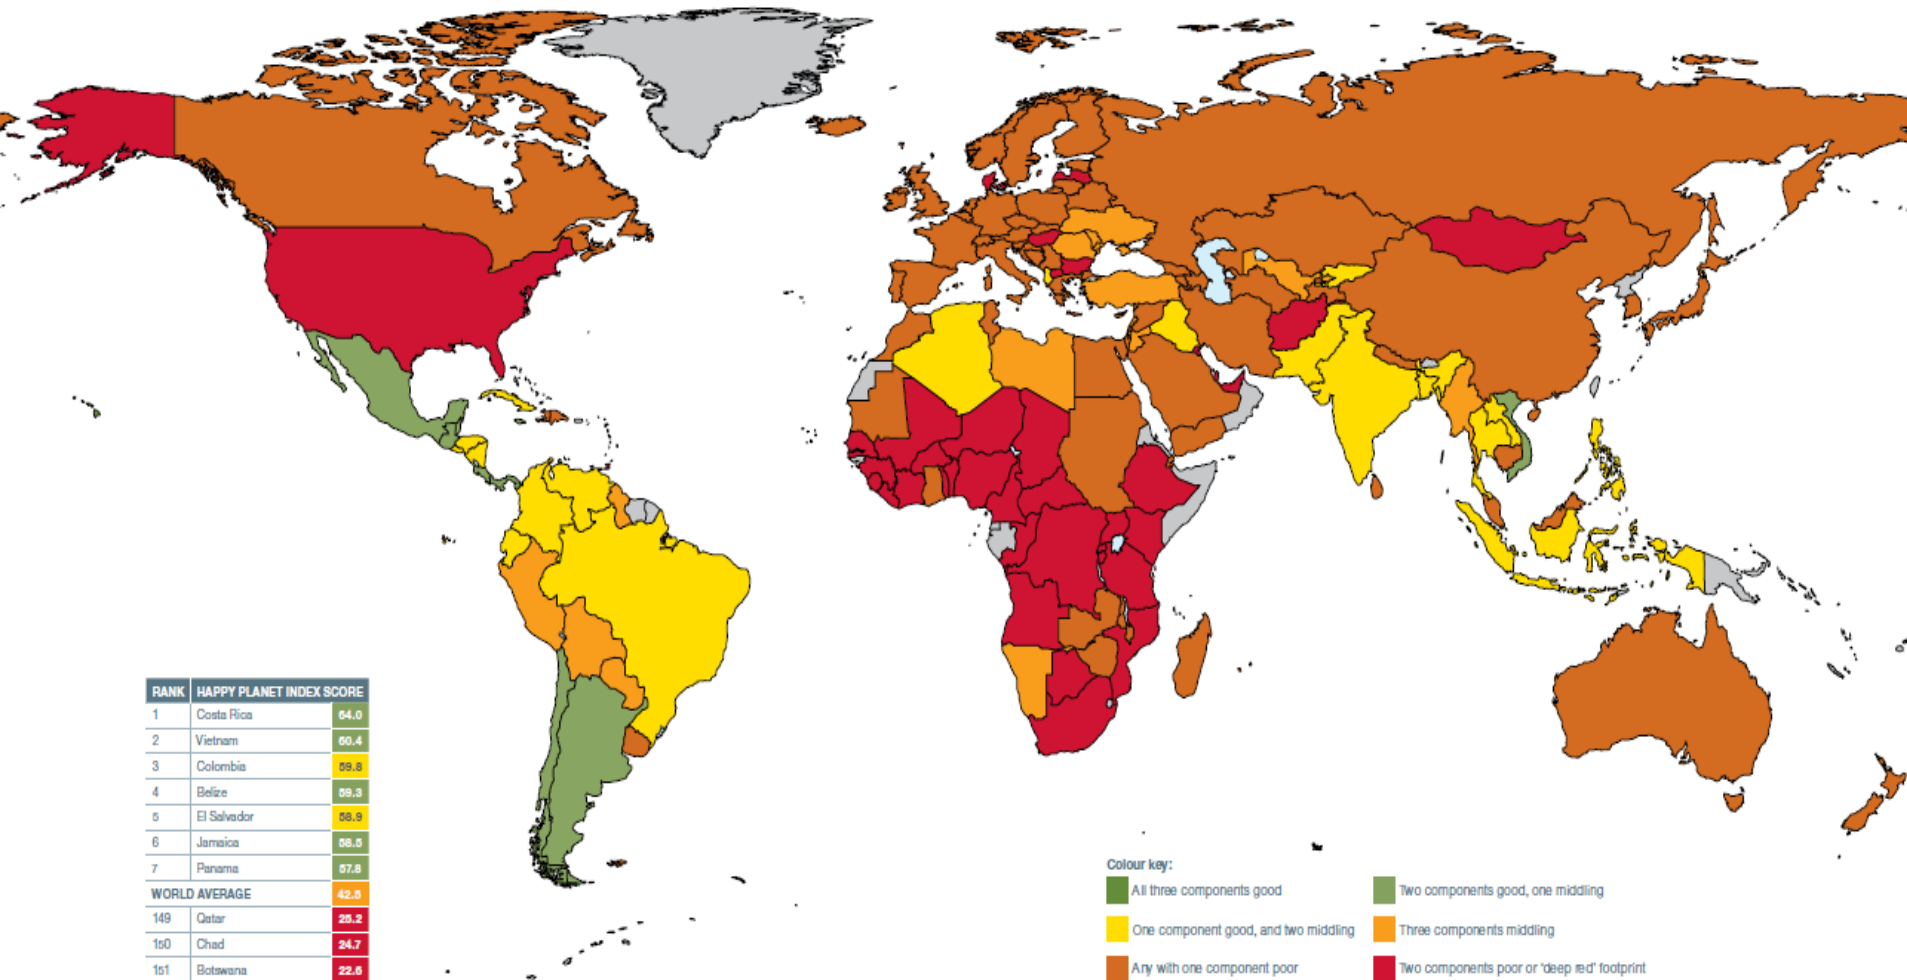 RANK HAPPY PLANET INDEX SCORE
1 Costa Rica 64.0
2 Vietnam 60.4
3 Colombia 59.8
4 Belize 59.3
5 El Salvador 58.9
6 Jamaica 58.5
7 Panama 57.8
WORLD AVERAGE 42.5
149 Qatar 25.2
150 Chad 24.7
151 Botswana 22.6
Colour key:
All three components good
Two components good, one middling
One component good, and two middling
Three components middling
Any with one component poor
Two components poor or 'deep red' footprint